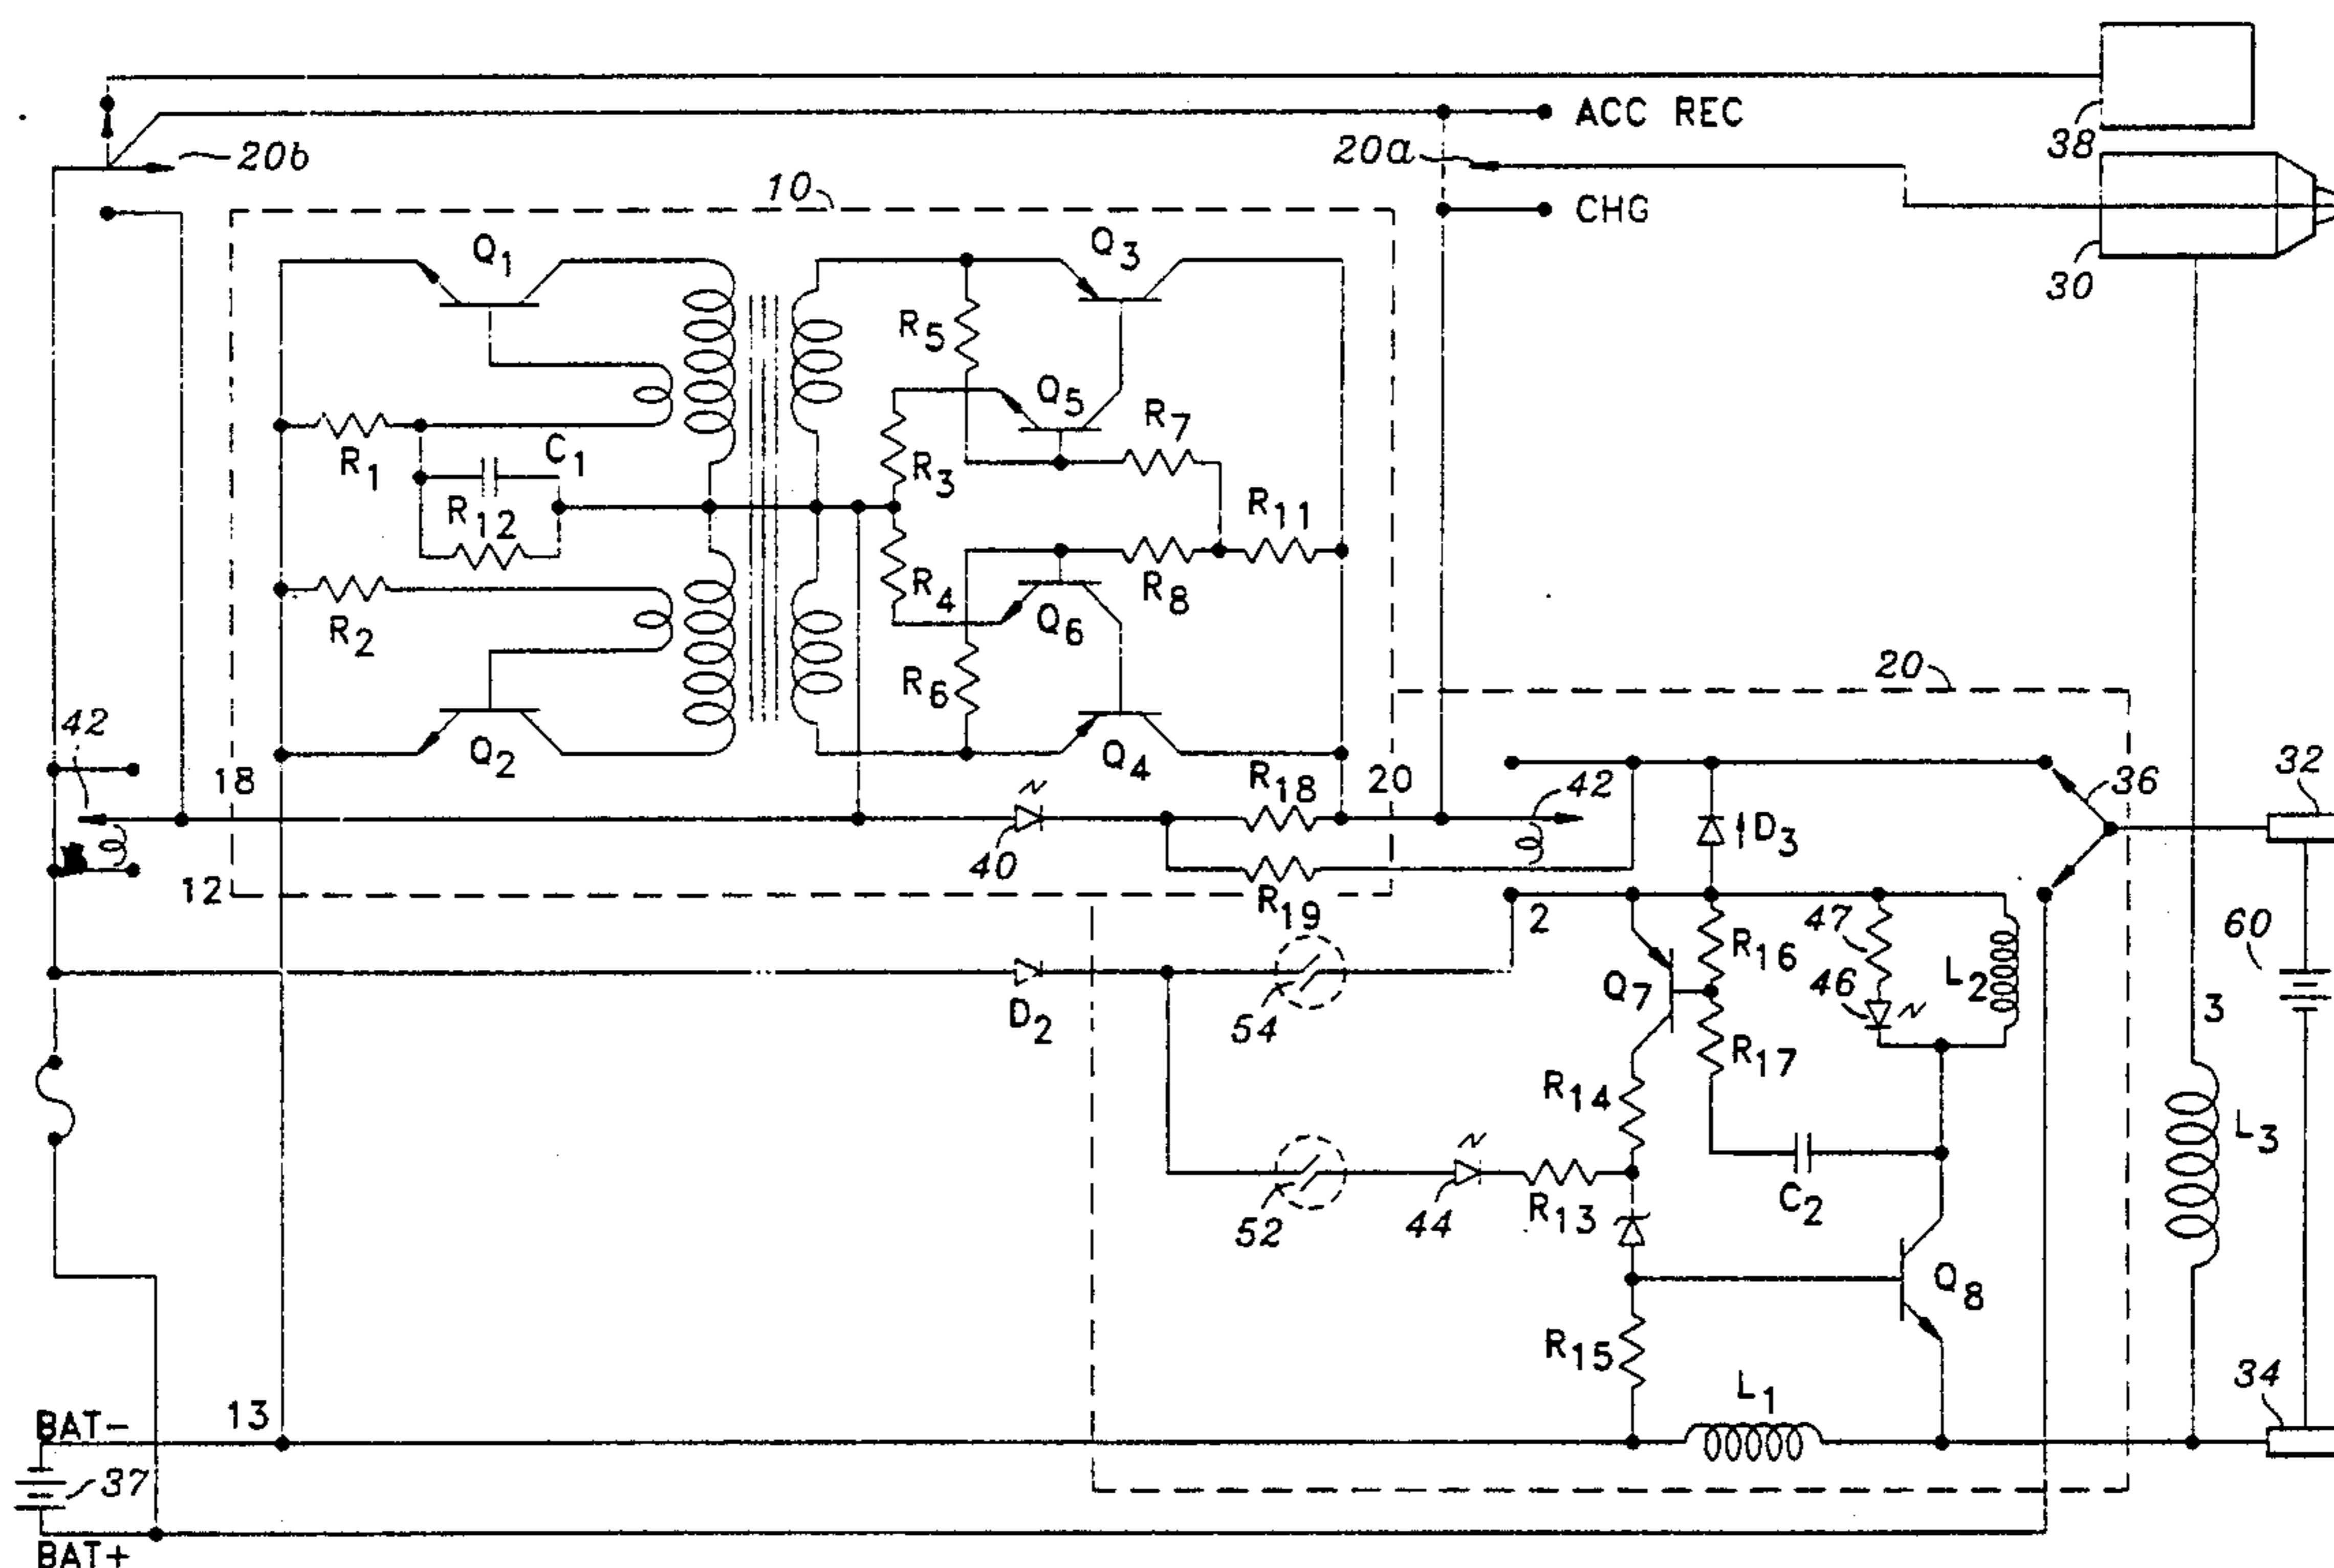 ACC REC
38
20b
20a
10
CHG
30
Q1
Q3
R5
Q5
R7
R1
C1
R3
R12
R11
R4
R8
R2
Q6
R6
20
42
Q2
Q4
18
R18
20
42
36
32
40
D3
12
R19
2
47
R16
60
Q7
46
L2
54
D2
3
R17
R14
L3
C2
52
44
R13
Q8
R15
L1
34
13
BAT-
37
BAT+